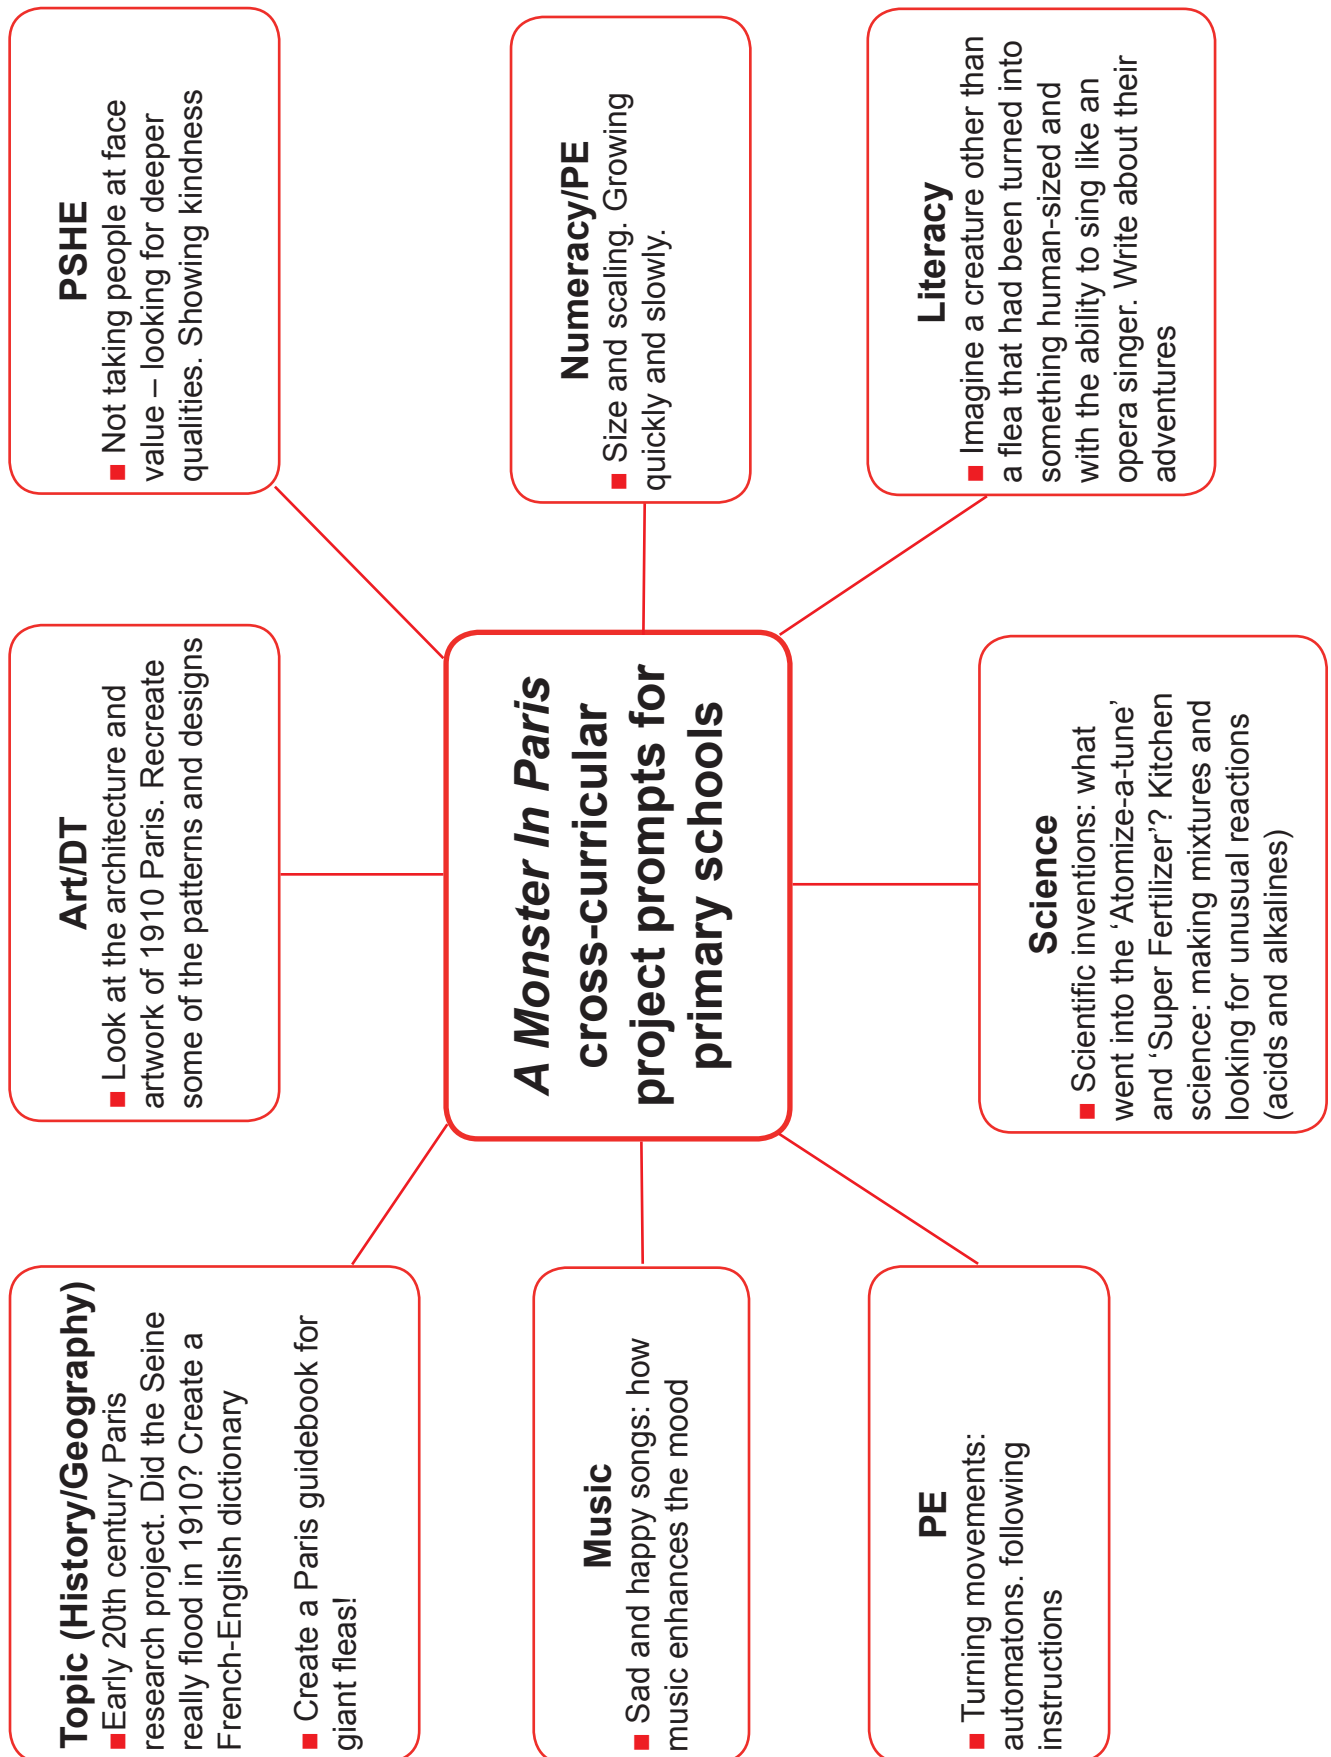 Topic (History/Geography)
■Early 20th century Paris
research project. Did the Seine
really flood in 1910? Create a
French-English dictionary
■ Create a Paris guidebook for
giant fleas!
Art/DT
■ Look at the architecture and
artwork of 1910 Paris. Recreate
some of the patterns and designs
PSHE
■ Not taking people at face
value – looking for deeper
qualities. Showing kindness
Music
■ Sad and happy songs: how
music enhances the mood
A Monster In Paris
cross-curricular
project prompts for
primary schools
Numeracy/PE
■ Size and scaling. Growing
quickly and slowly.
PE
■ Turning movements:
automatons. following
instructions
Science
■ Scientific inventions: what
went into the ‘Atomize-a-tune’
and ‘Super Fertilizer’? Kitchen
science: making mixtures and
looking for unusual reactions
(acids and alkalines)
Literacy
■ Imagine a creature other than
a flea that had been turned into
something human-sized and
with the ability to sing like an
opera singer. Write about their
adventures